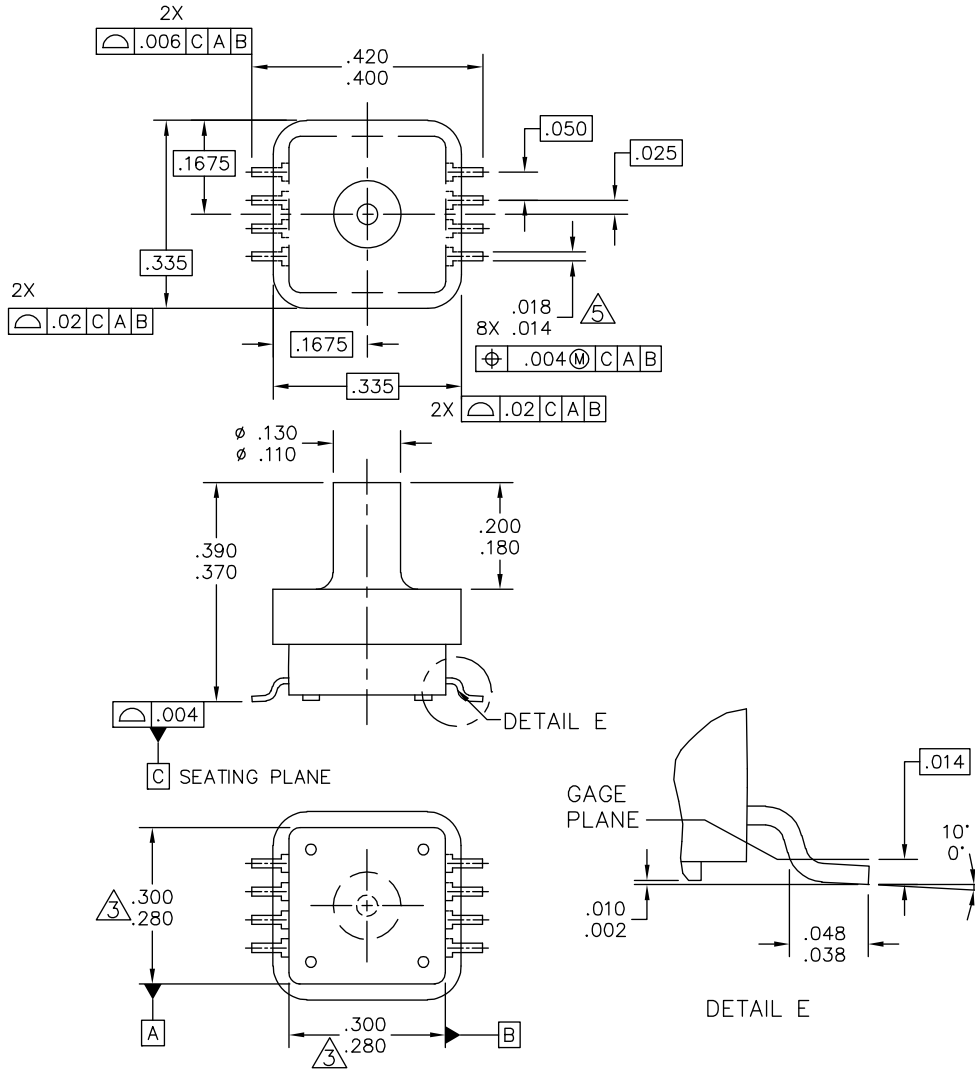 2X
⌓ .006 C A B
.420
.400
.050
.025
.1675
.335
2X
⌓ .02 C A B
.018
8X .014
5
.1675
⌖ .004 Ⓜ C A B
.335
2X ⌓ .02 C A B
ø .130
ø .110
.200
.180
.390
.370
⌓ .004
DETAIL E
C SEATING PLANE
.014
GAGE
PLANE
10°
0°
3 .300
.280
.010
.002
.048
.038
DETAIL E
A
.300
3 .280
B